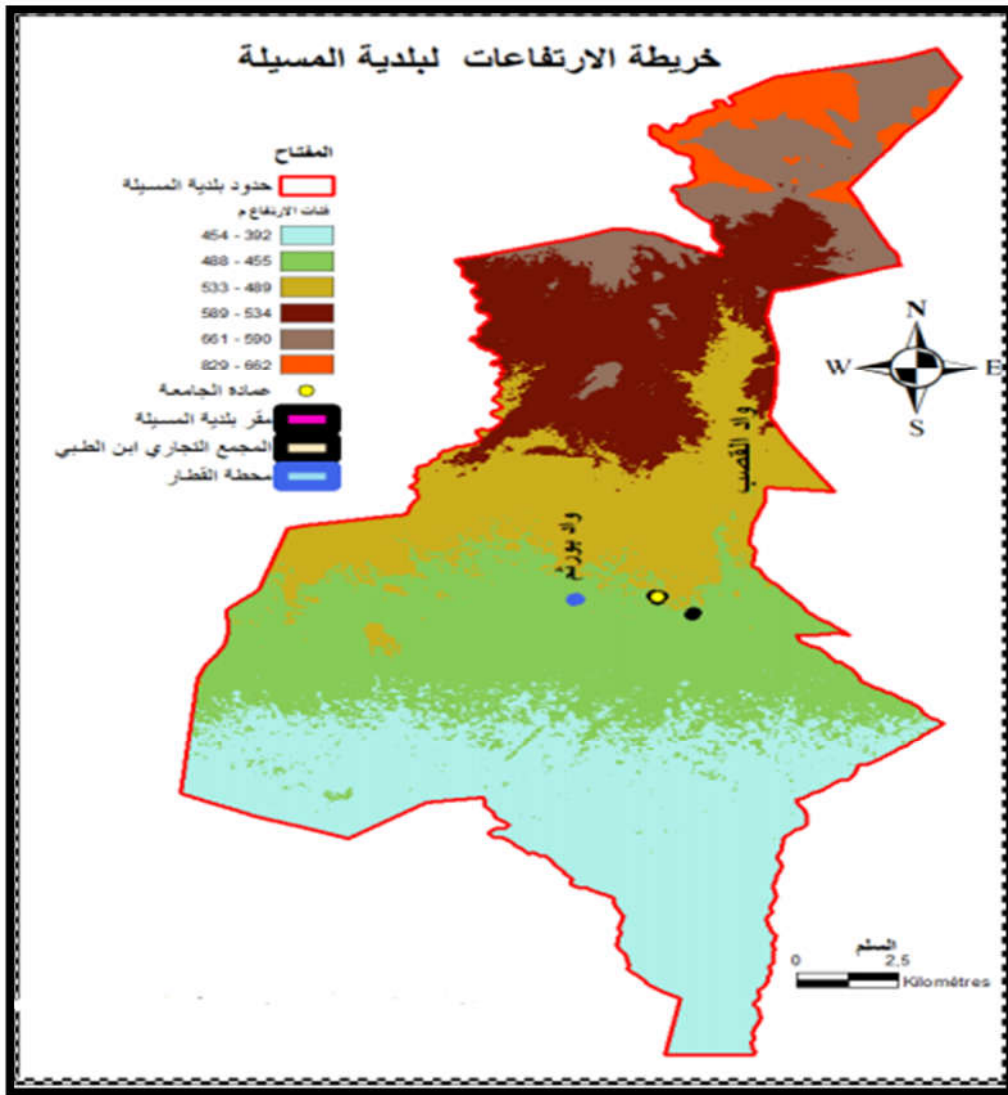 خريطة الارتفاعات لبلدية المسيلة
المفتاح
حدود بلدية المسيلة
فئات الارتفاع م
454 - 392
488 - 455
533 - 489
589 - 534
661 - 590
829 - 662
عمادة الجامعة
مقر بلدية المسيلة
المجمع التجاري ابن الطبي
محطة القطار
N
W
E
S
واد القصب
واد بورثم
السلم
0 2,5
Kilomètres